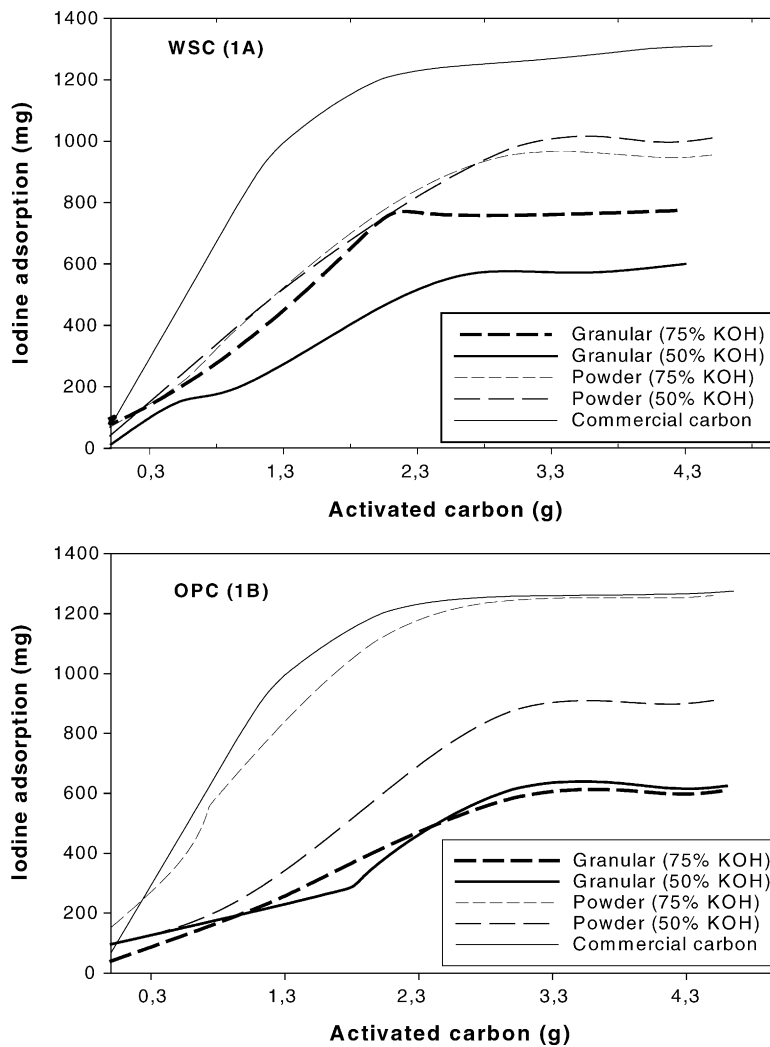 1400
WSC (1A)
1200
1000
800
600
400
200
0
Iodine adsorption (mg)
Granular (75% KOH)
Granular (50% KOH)
Powder (75% KOH)
Powder (50% KOH)
Commercial carbon
0,3 1,3 2,3 3,3 4,3
Activated carbon (g)
1400
OPC (1B)
1200
1000
800
600
400
200
0
Iodine adsorption (mg)
Granular (75% KOH)
Granular (50% KOH)
Powder (75% KOH)
Powder (50% KOH)
Commercial carbon
0,3 1,3 2,3 3,3 4,3
Activated carbon (g)